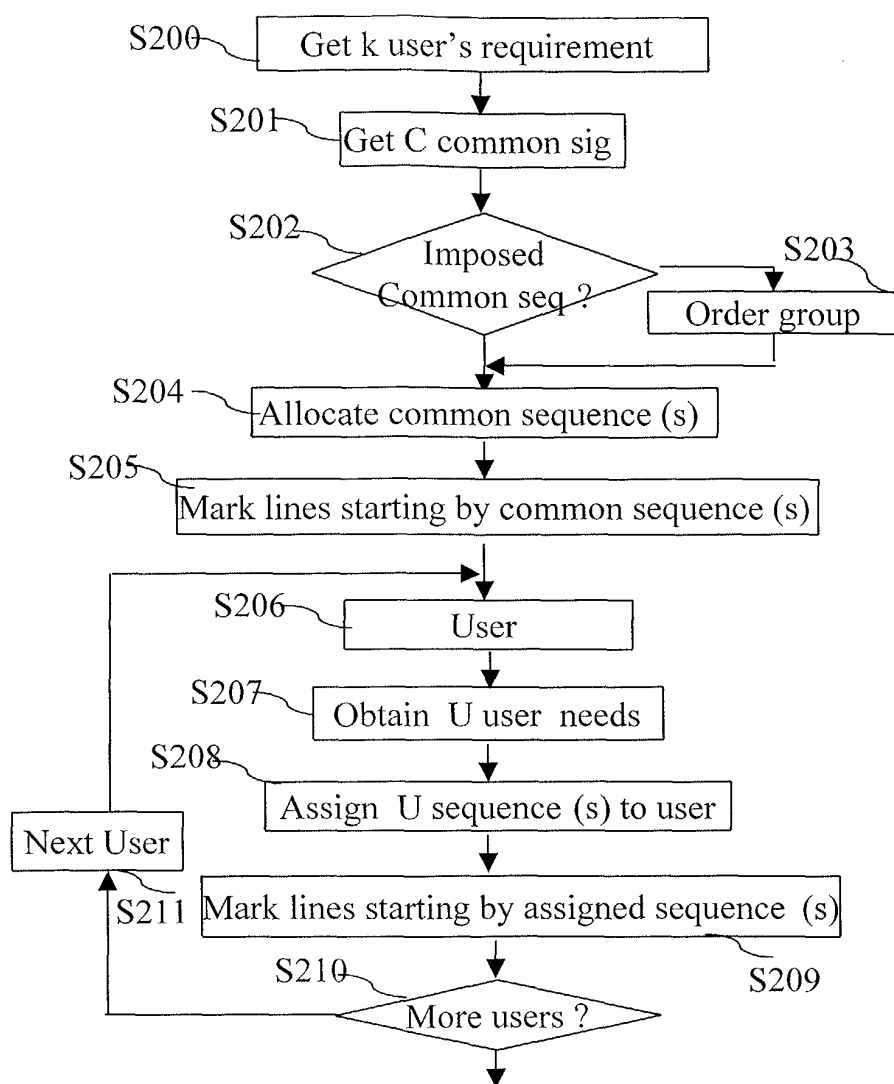 S200
Get k user's requirement
S201
Get C common sig
S202
Imposed
Common seq ?
S203
Order group
S204
Allocate common sequence (s)
S205
Mark lines starting by common sequence (s)
S206
User
S207
Obtain U user needs
S208
Assign U sequence (s) to user
Next User
S211
Mark lines starting by assigned sequence (s)
S209
S210
More users ?